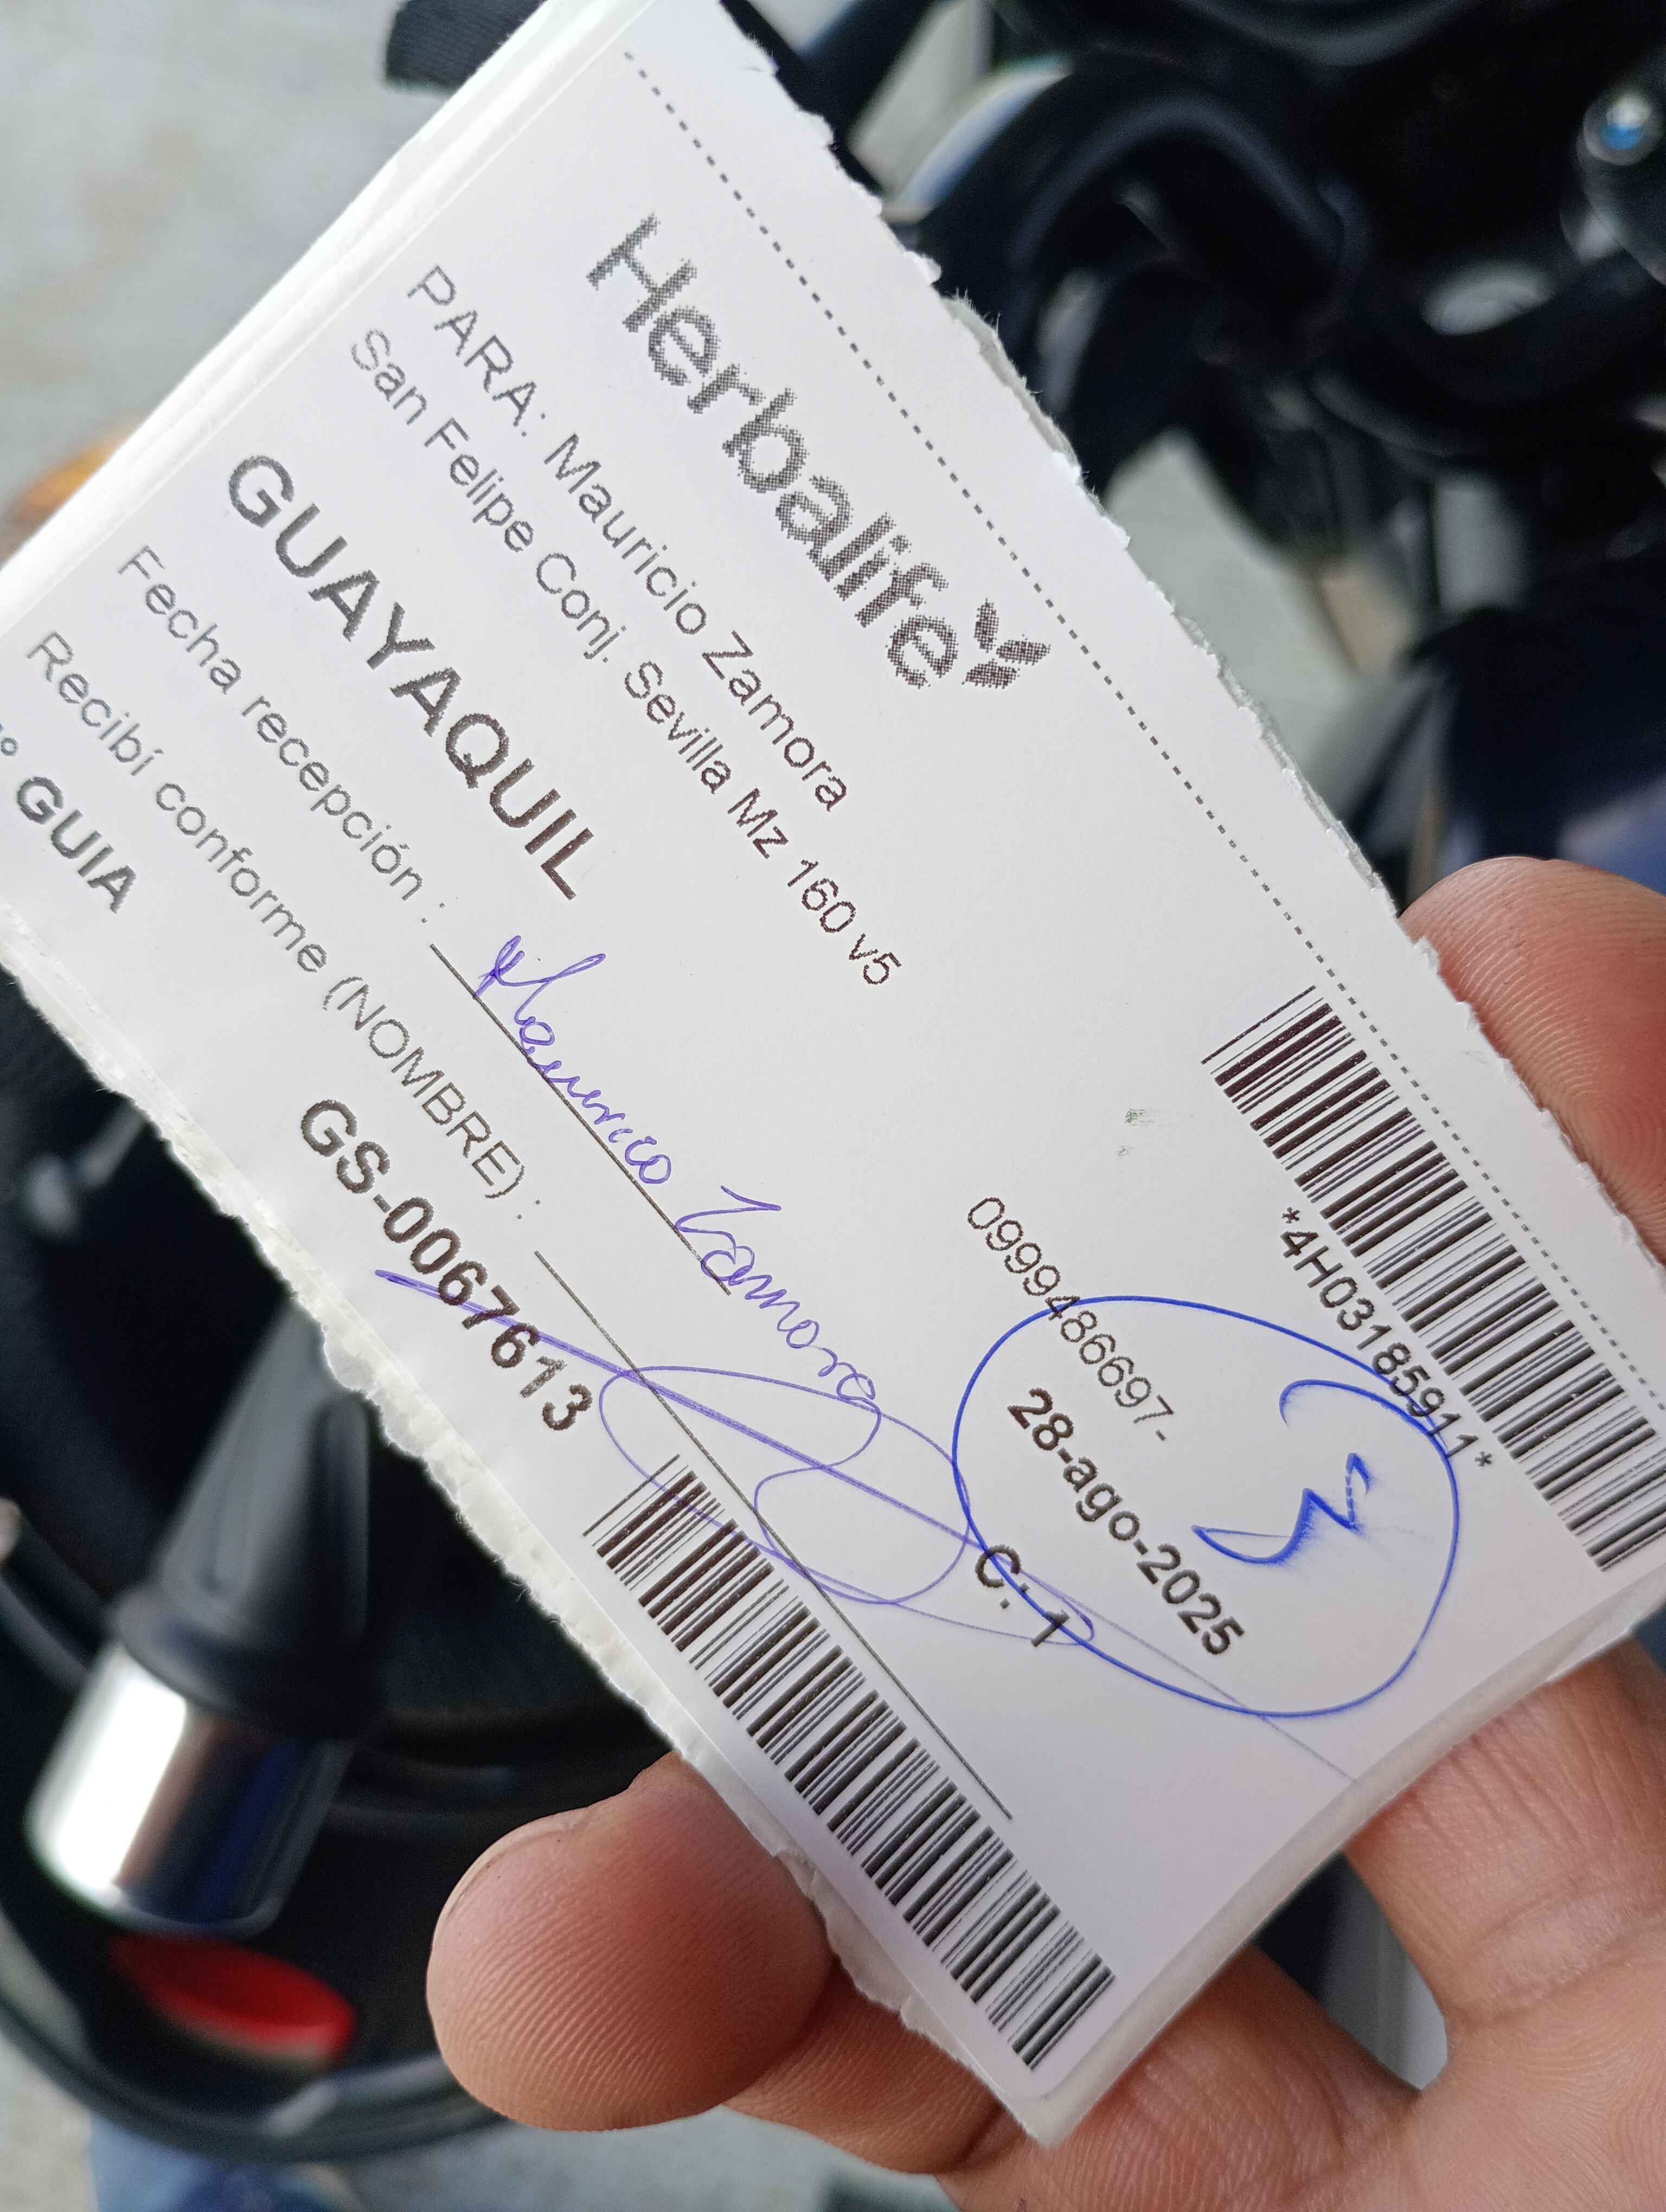 Herbalife
*4H03185911*
PARA: Mauricio Zamora
San Felipe Conj. Sevilla Mz 160 v5
0999486697-
GUAYAQUIL
28-ago-2025
Fecha recepción : Mauricio Zamora
C: 1
Recibí conforme (NOMBRE) :
GUIA GS-0067613